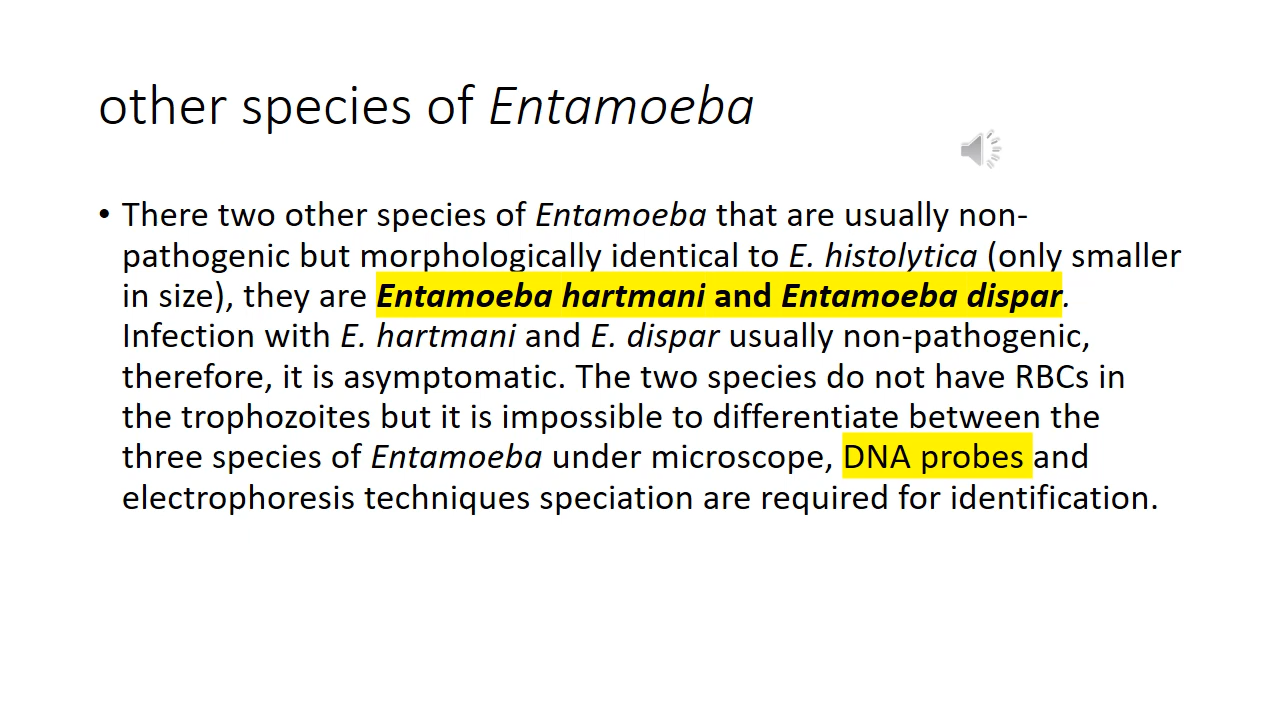 other species of Entamoeba
• There two other species of Entamoeba that are usually non-
pathogenic but morphologically identical to E. histolytica (only smaller
in size), they are Entamoeba hartmani and Entamoeba dispar.
Infection with E. hartmani and E. dispar usually non-pathogenic,
therefore, it is asymptomatic. The two species do not have RBCs in
the trophozoites but it is impossible to differentiate between the
three species of Entamoeba under microscope, DNA probes and
electrophoresis techniques speciation are required for identification.